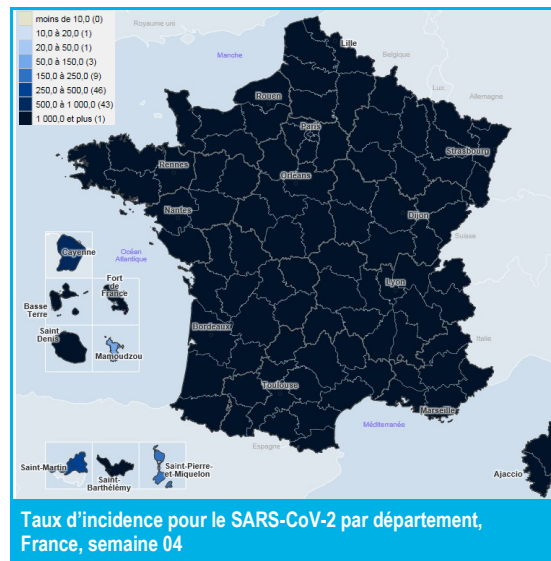 moins de 10,0 (0)
10,0 à 20,0 (1)
20,0 à 50,0 (1)
50,0 à 150,0 (3)
150,0 à 250,0 (9)
250,0 à 500,0 (46)
500,0 à 1 000,0 (43)
1 000,0 et plus (1)
Royaume uni
Manche
Lille
Belgique
Lux.
Allemagne
Rouen
Paris
Strasbourg
Rennes
Orléans
Nantes
Dijon
Suisse
Océan
Atlantique
Cayenne
Fort
de
France
Basse
Terre
Lyon
Saint
Denis
Mamoudzou
Bordeaux
Italie
Toulouse
Marseille
Méditerranée
Espagne
Saint-Martin
Saint-
Barthélémy
Saint-Pierre
et-Miquelon
Ajaccio
Taux d’incidence pour le SARS-CoV-2 par département,
France, semaine 04